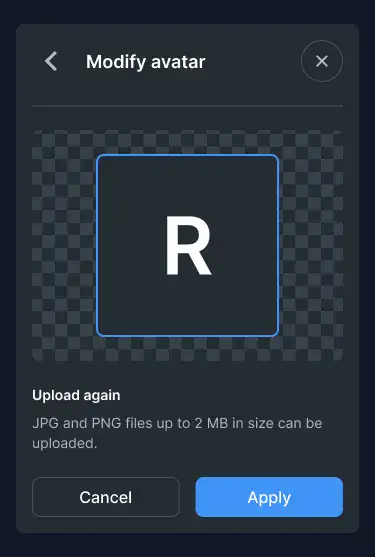 Modify avatar
R
Upload again
JPG and PNG files up to 2 MB in size can be
uploaded.
Cancel
Apply